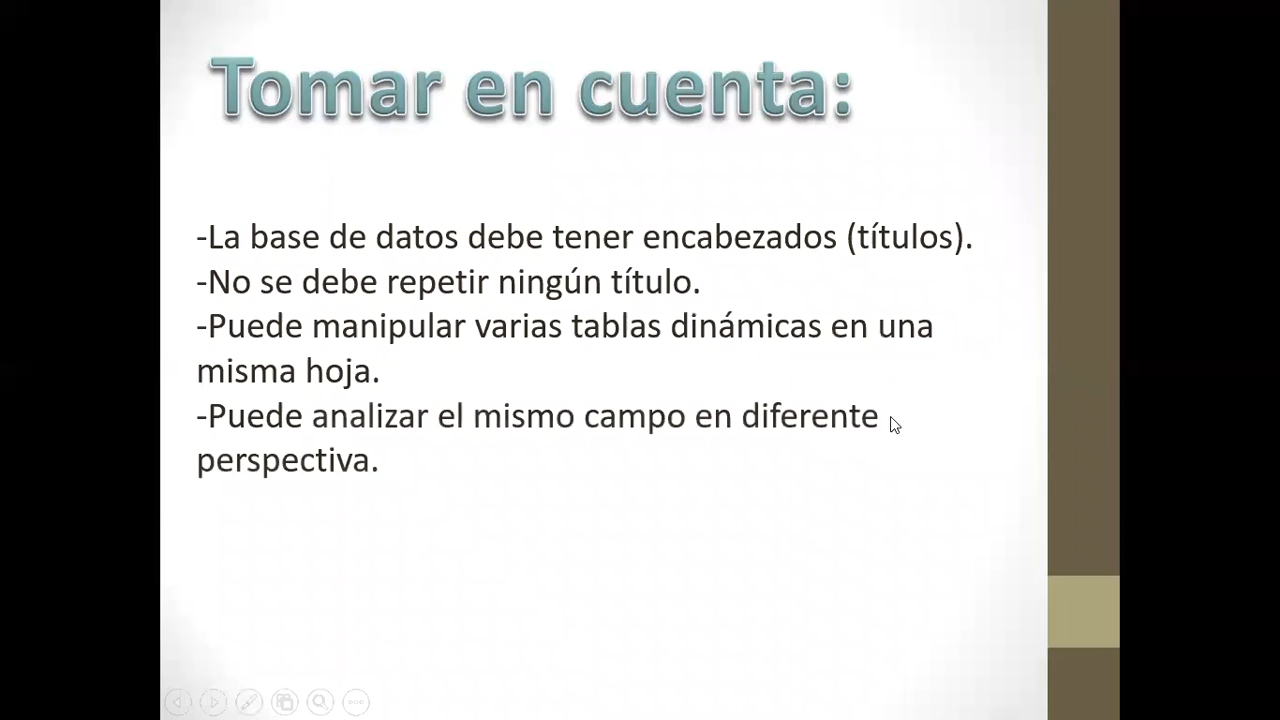 Tomar en cuenta:
-La base de datos debe tener encabezados (títulos).
-No se debe repetir ningún título.
-Puede manipular varias tablas dinámicas en una
misma hoja.
-Puede analizar el mismo campo en diferente
perspectiva.